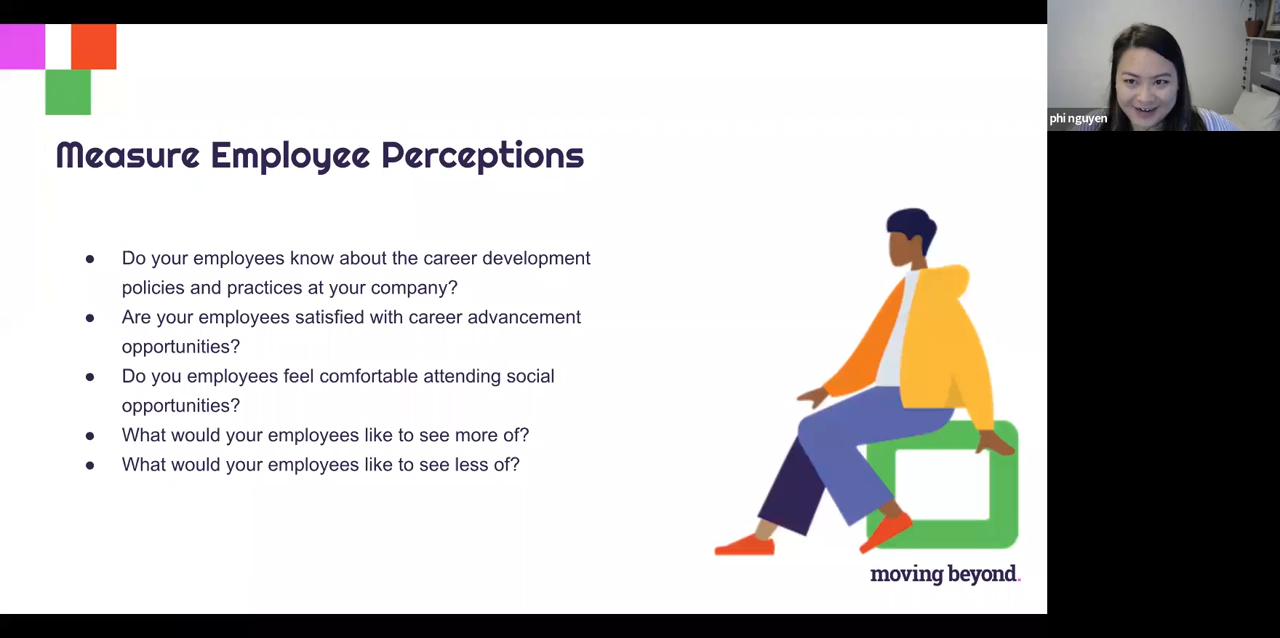 phi nguyen
Measure Employee Perceptions
● Do your employees know about the career development
policies and practices at your company?
● Are your employees satisfied with career advancement
opportunities?
● Do you employees feel comfortable attending social
opportunities?
● What would your employees like to see more of?
● What would your employees like to see less of?
moving beyond.